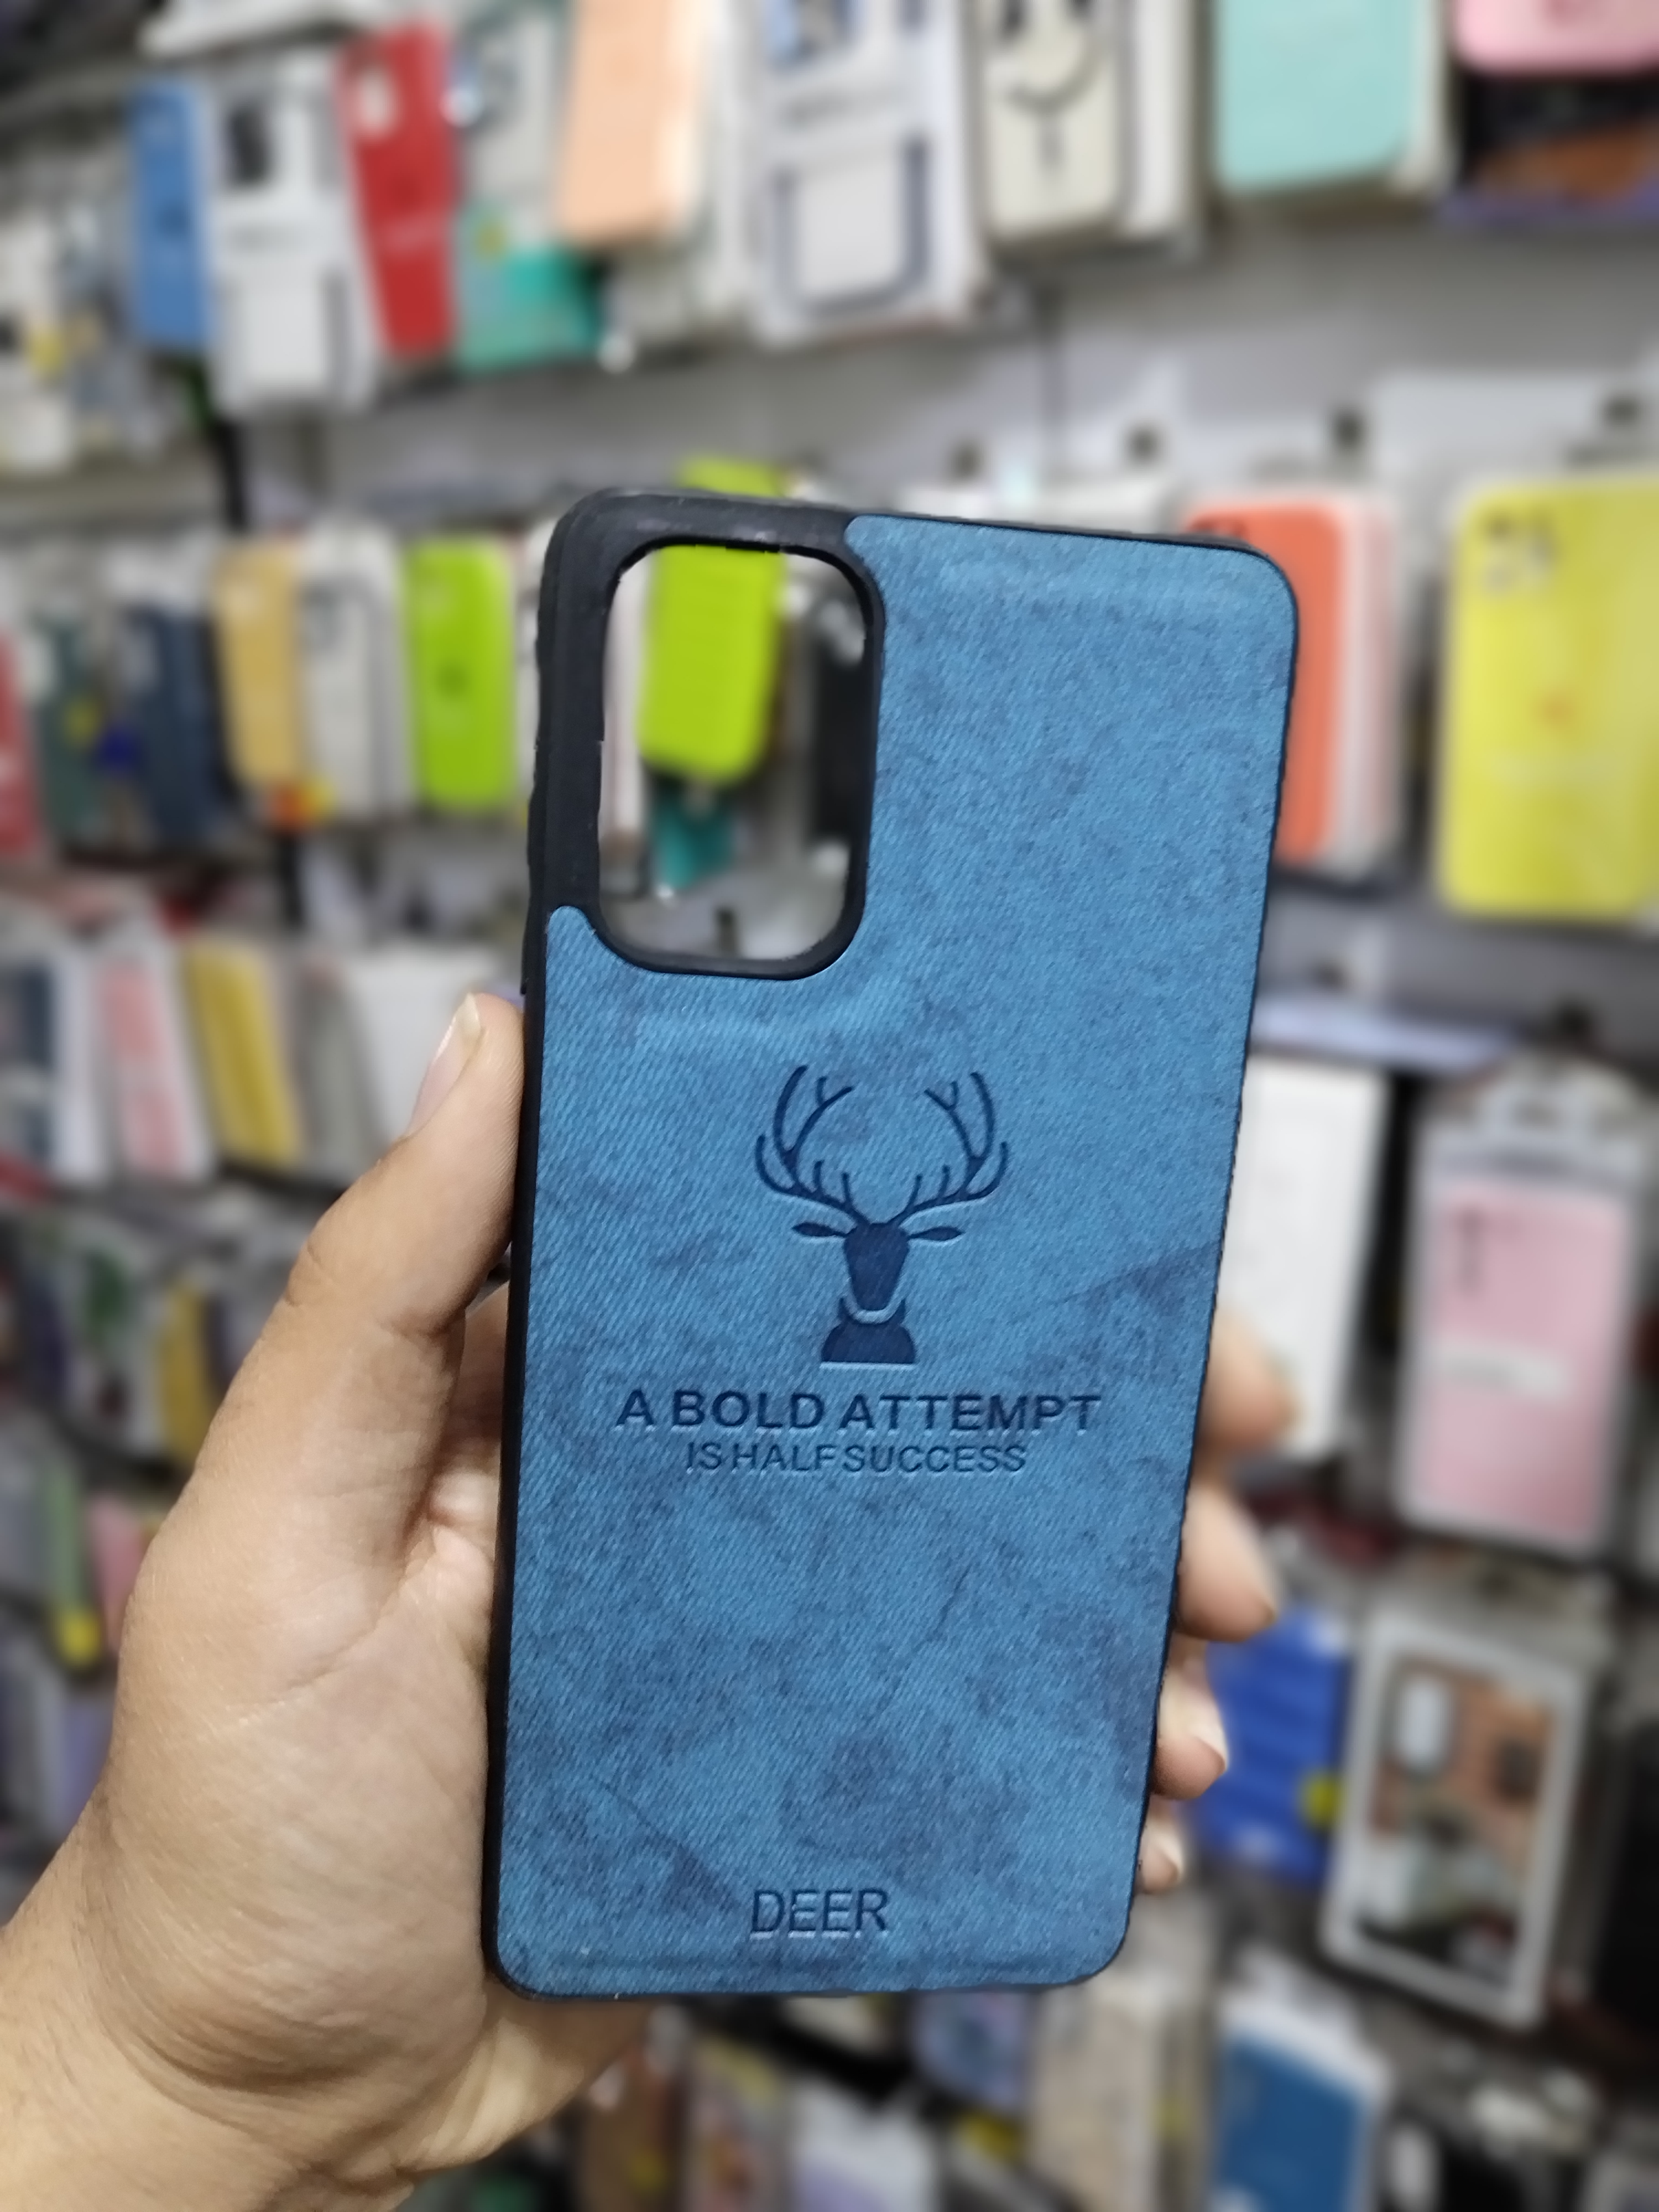 A BOLD ATTEMPT
IS HALF SUCCESS
DEER